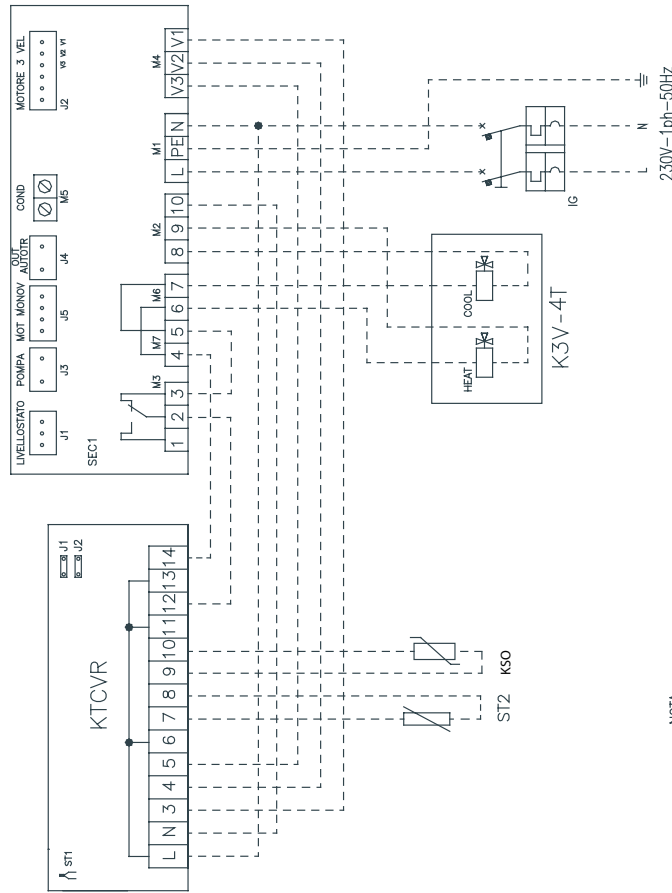 LIVELLOSTATO
J1
POMPA
J3
MOT MONOV
J5
OUT
AUTOTR
J4
COND
M5
MOTORE 3 VEL
V3 V2 V1
J2
SEC1
M3
M7
M6
M2
M1
M4
1 2 3 4 5 6 7 8 9 10 L PE N V3 V2 V1
KTCVR
ST1
J1
J2
L N 3 4 5 6 7 8 9 10 11 12 13 14
ST2
KSO
HEAT
COOL
K3V-4T
IG
L
N
230V-1ph-50Hz